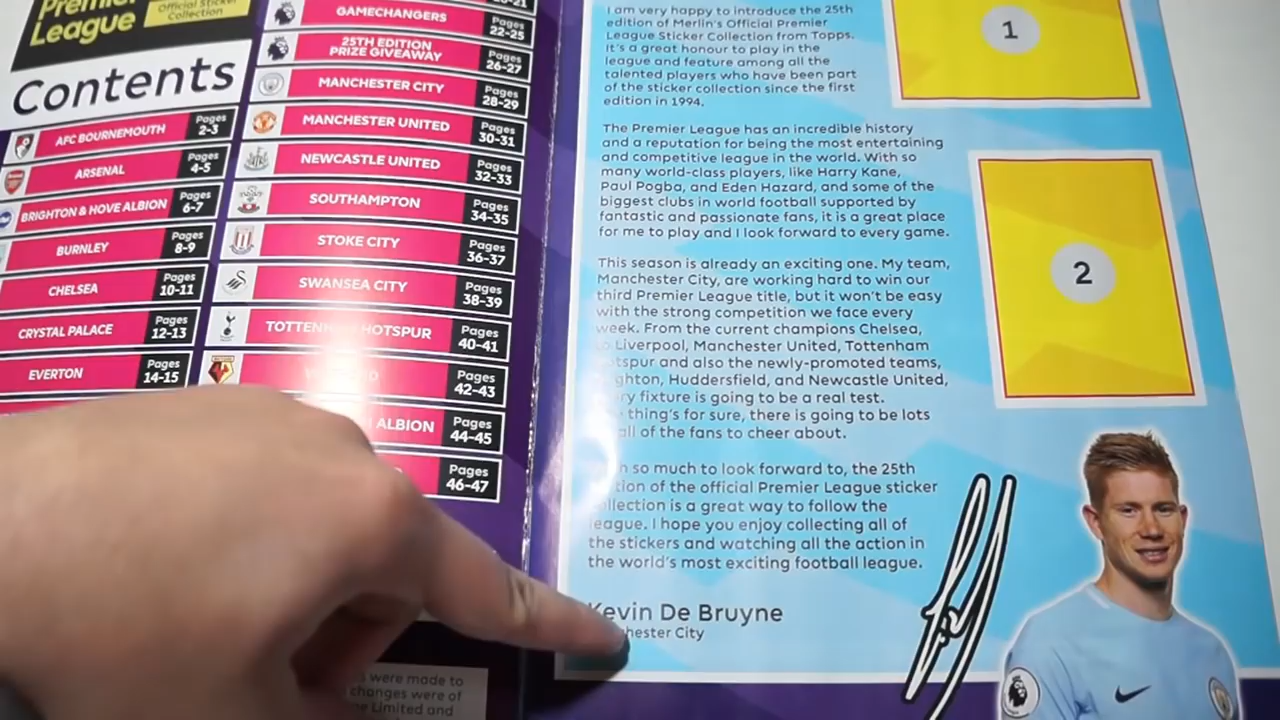 Premier
League
Official Sticker
Collection
Contents
AFC BOURNEMOUTH Pages 2-3
ARSENAL Pages 4-5
BRIGHTON & HOVE ALBION Pages 6-7
BURNLEY Pages 8-9
CHELSEA Pages 10-11
CRYSTAL PALACE Pages 12-13
EVERTON Pages 14-15
GAMECHANGERS Pages 22-25
25TH EDITION
PRIZE GIVEAWAY Pages 26-27
MANCHESTER CITY Pages 28-29
MANCHESTER UNITED Pages 30-31
NEWCASTLE UNITED Pages 32-33
SOUTHAMPTON Pages 34-35
STOKE CITY Pages 36-37
SWANSEA CITY Pages 38-39
TOTTENHAM HOTSPUR Pages 40-41
Pages 42-43
ALBION Pages 44-45
Pages 46-47
were made to
changes were of
Limited and
I am very happy to introduce the 25th
edition of Merlin's Official Premier
League Sticker Collection from Topps.
It's a great honour to play in the
league and feature among all the
talented players who have been part
of the sticker collection since the first
edition in 1994.
The Premier League has an incredible history
and a reputation for being the most entertaining
and competitive league in the world. With so
many world-class players, like Harry Kane,
Paul Pogba, and Eden Hazard, and some of the
biggest clubs in world football supported by
fantastic and passionate fans, it is a great place
for me to play and I look forward to every game.
This season is already an exciting one. My team,
Manchester City, are working hard to win our
third Premier League title, but it won't be easy
with the strong competition we face every
week. From the current champions Chelsea,
to Liverpool, Manchester United, Tottenham
tspur and also the newly-promoted teams,
ghton, Huddersfield, and Newcastle United,
ry fixture is going to be a real test.
thing's for sure, there is going to be lots
all of the fans to cheer about.
h so much to look forward to, the 25th
tion of the official Premier League sticker
ollection is a great way to follow the
league. I hope you enjoy collecting all of
the stickers and watching all the action in
the world's most exciting football league.
Kevin De Bruyne
hester City
1
2